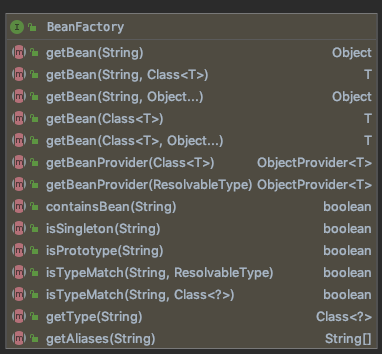 I BeanFactory
m getBean(String) Object
m getBean(String, Class<T>) T
m getBean(String, Object...) Object
m getBean(Class<T>) T
m getBean(Class<T>, Object...) T
m getBeanProvider(Class<T>) ObjectProvider<T>
m getBeanProvider(ResolvableType) ObjectProvider<T>
m containsBean(String) boolean
m isSingleton(String) boolean
m isPrototype(String) boolean
m isTypeMatch(String, ResolvableType) boolean
m isTypeMatch(String, Class<?>) boolean
m getType(String) Class<?>
m getAliases(String) String[]